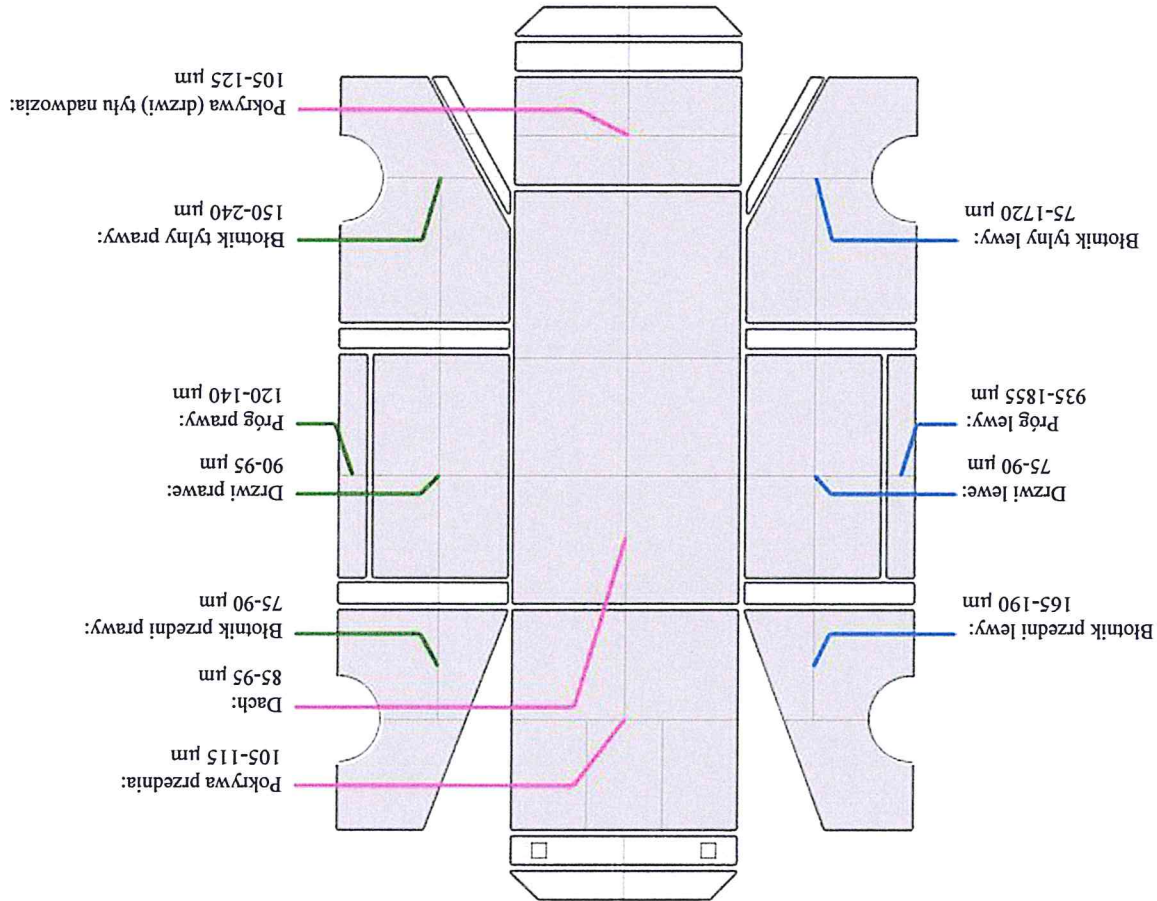 Pokrywa przednia:
105-115 µm
Dach:
85-95 µm
Błotnik przedni lewy:
165-190 µm
Błotnik przedni prawy:
75-90 µm
Drzwi lewe:
75-90 µm
Drzwi prawe:
90-95 µm
Próg lewy:
935-1855 µm
Próg prawy:
120-140 µm
Błotnik tylny lewy:
75-1720 µm
Błotnik tylny prawy:
150-240 µm
Pokrywa (drzwi) tyłu nadwozia:
105-125 µm